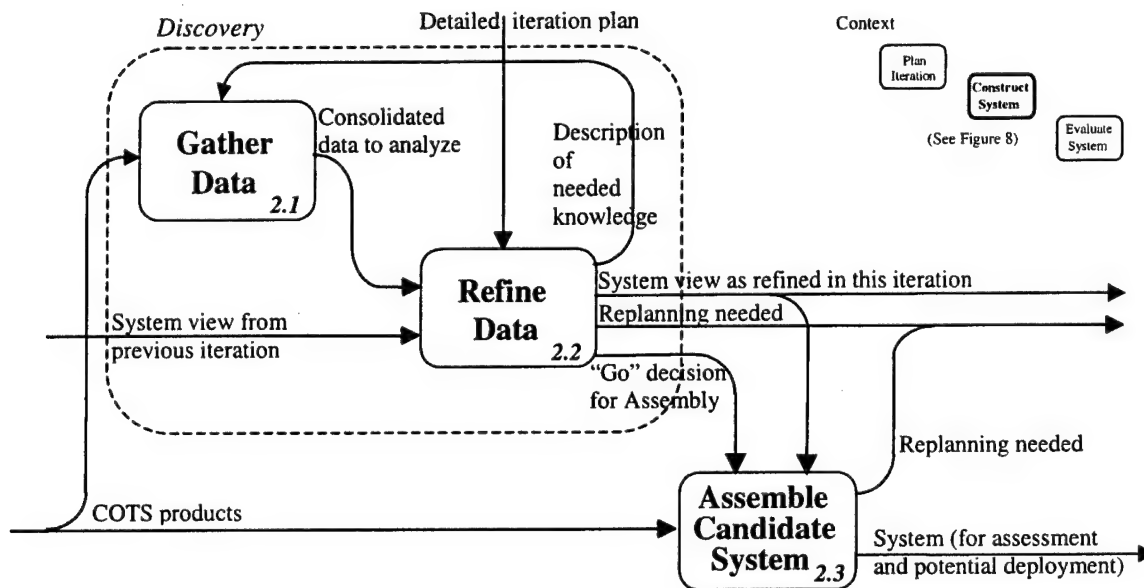 Discovery
Detailed iteration plan
Context
Plan
Iteration
Construct
System
(See Figure 8)
Evaluate
System
Gather
Data
2.1
Consolidated
data to analyze
Description
of
needed
knowledge
Refine
Data
2.2
System view from
previous iteration
System view as refined in this iteration
Replanning needed
“Go” decision
for Assembly
Replanning needed
COTS products
Assemble
Candidate
System
2.3
System (for assessment
and potential deployment)